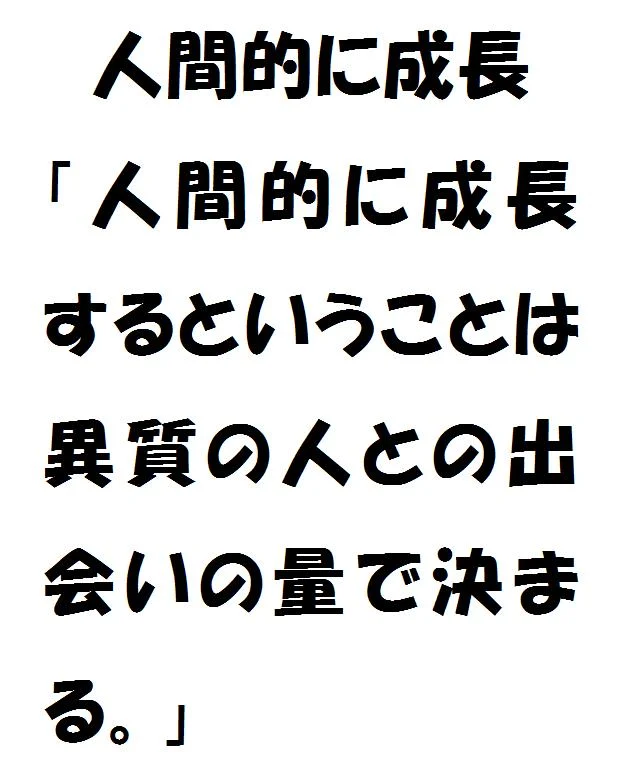 人間的に成長
「人間的に成長
するということは
異質の人との出
会いの量で決ま
る。」